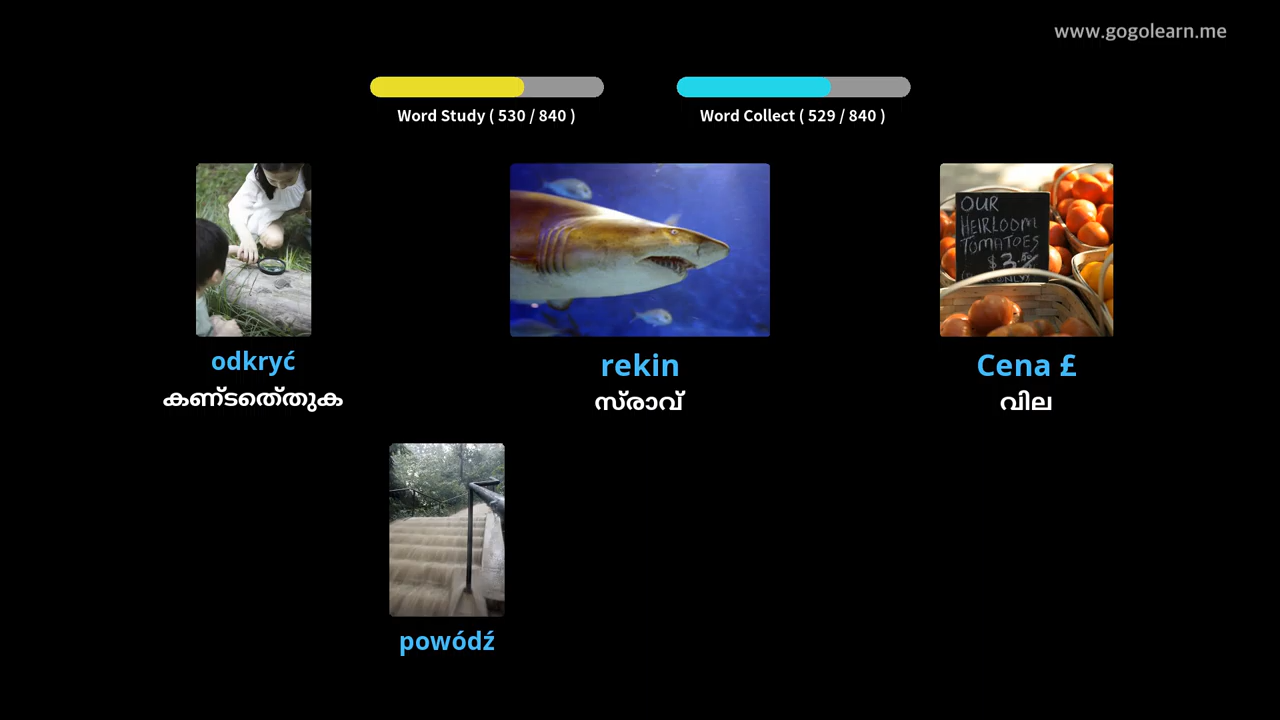 www.gogolearn.me
Word Study ( 530 / 840 )
Word Collect ( 529 / 840 )
OUR
HEIRLOOM
TOMATOES
odkryć
കണ്ടെത്തുക
rekin
സ്രാവ്
Cena £
വില
powódź